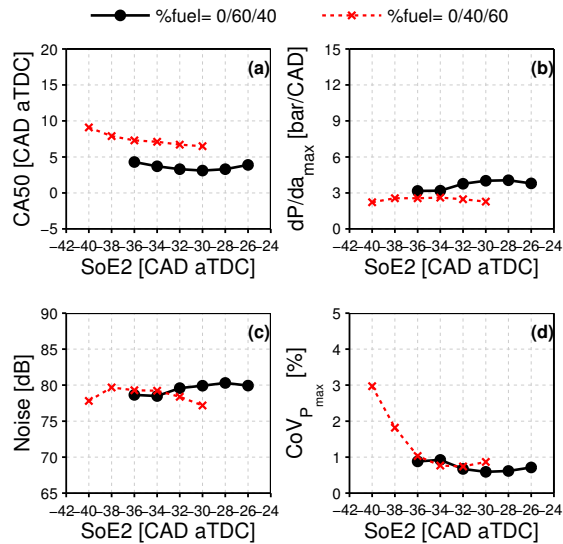 %fuel= 0/60/40 %fuel= 0/40/60
20
15
10
5
0
−5
CA50 [CAD aTDC]
(a)
−42−40−38−36−34−32−30−28−26−24
SoE2 [CAD aTDC]
15
12
9
6
3
0
dP/da_max [bar/CAD]
(b)
−42−40−38−36−34−32−30−28−26−24
SoE2 [CAD aTDC]
90
85
80
75
70
65
Noise [dB]
(c)
−42−40−38−36−34−32−30−28−26−24
SoE2 [CAD aTDC]
5
4
3
2
1
0
CoV_P_max [%]
(d)
−42−40−38−36−34−32−30−28−26−24
SoE2 [CAD aTDC]